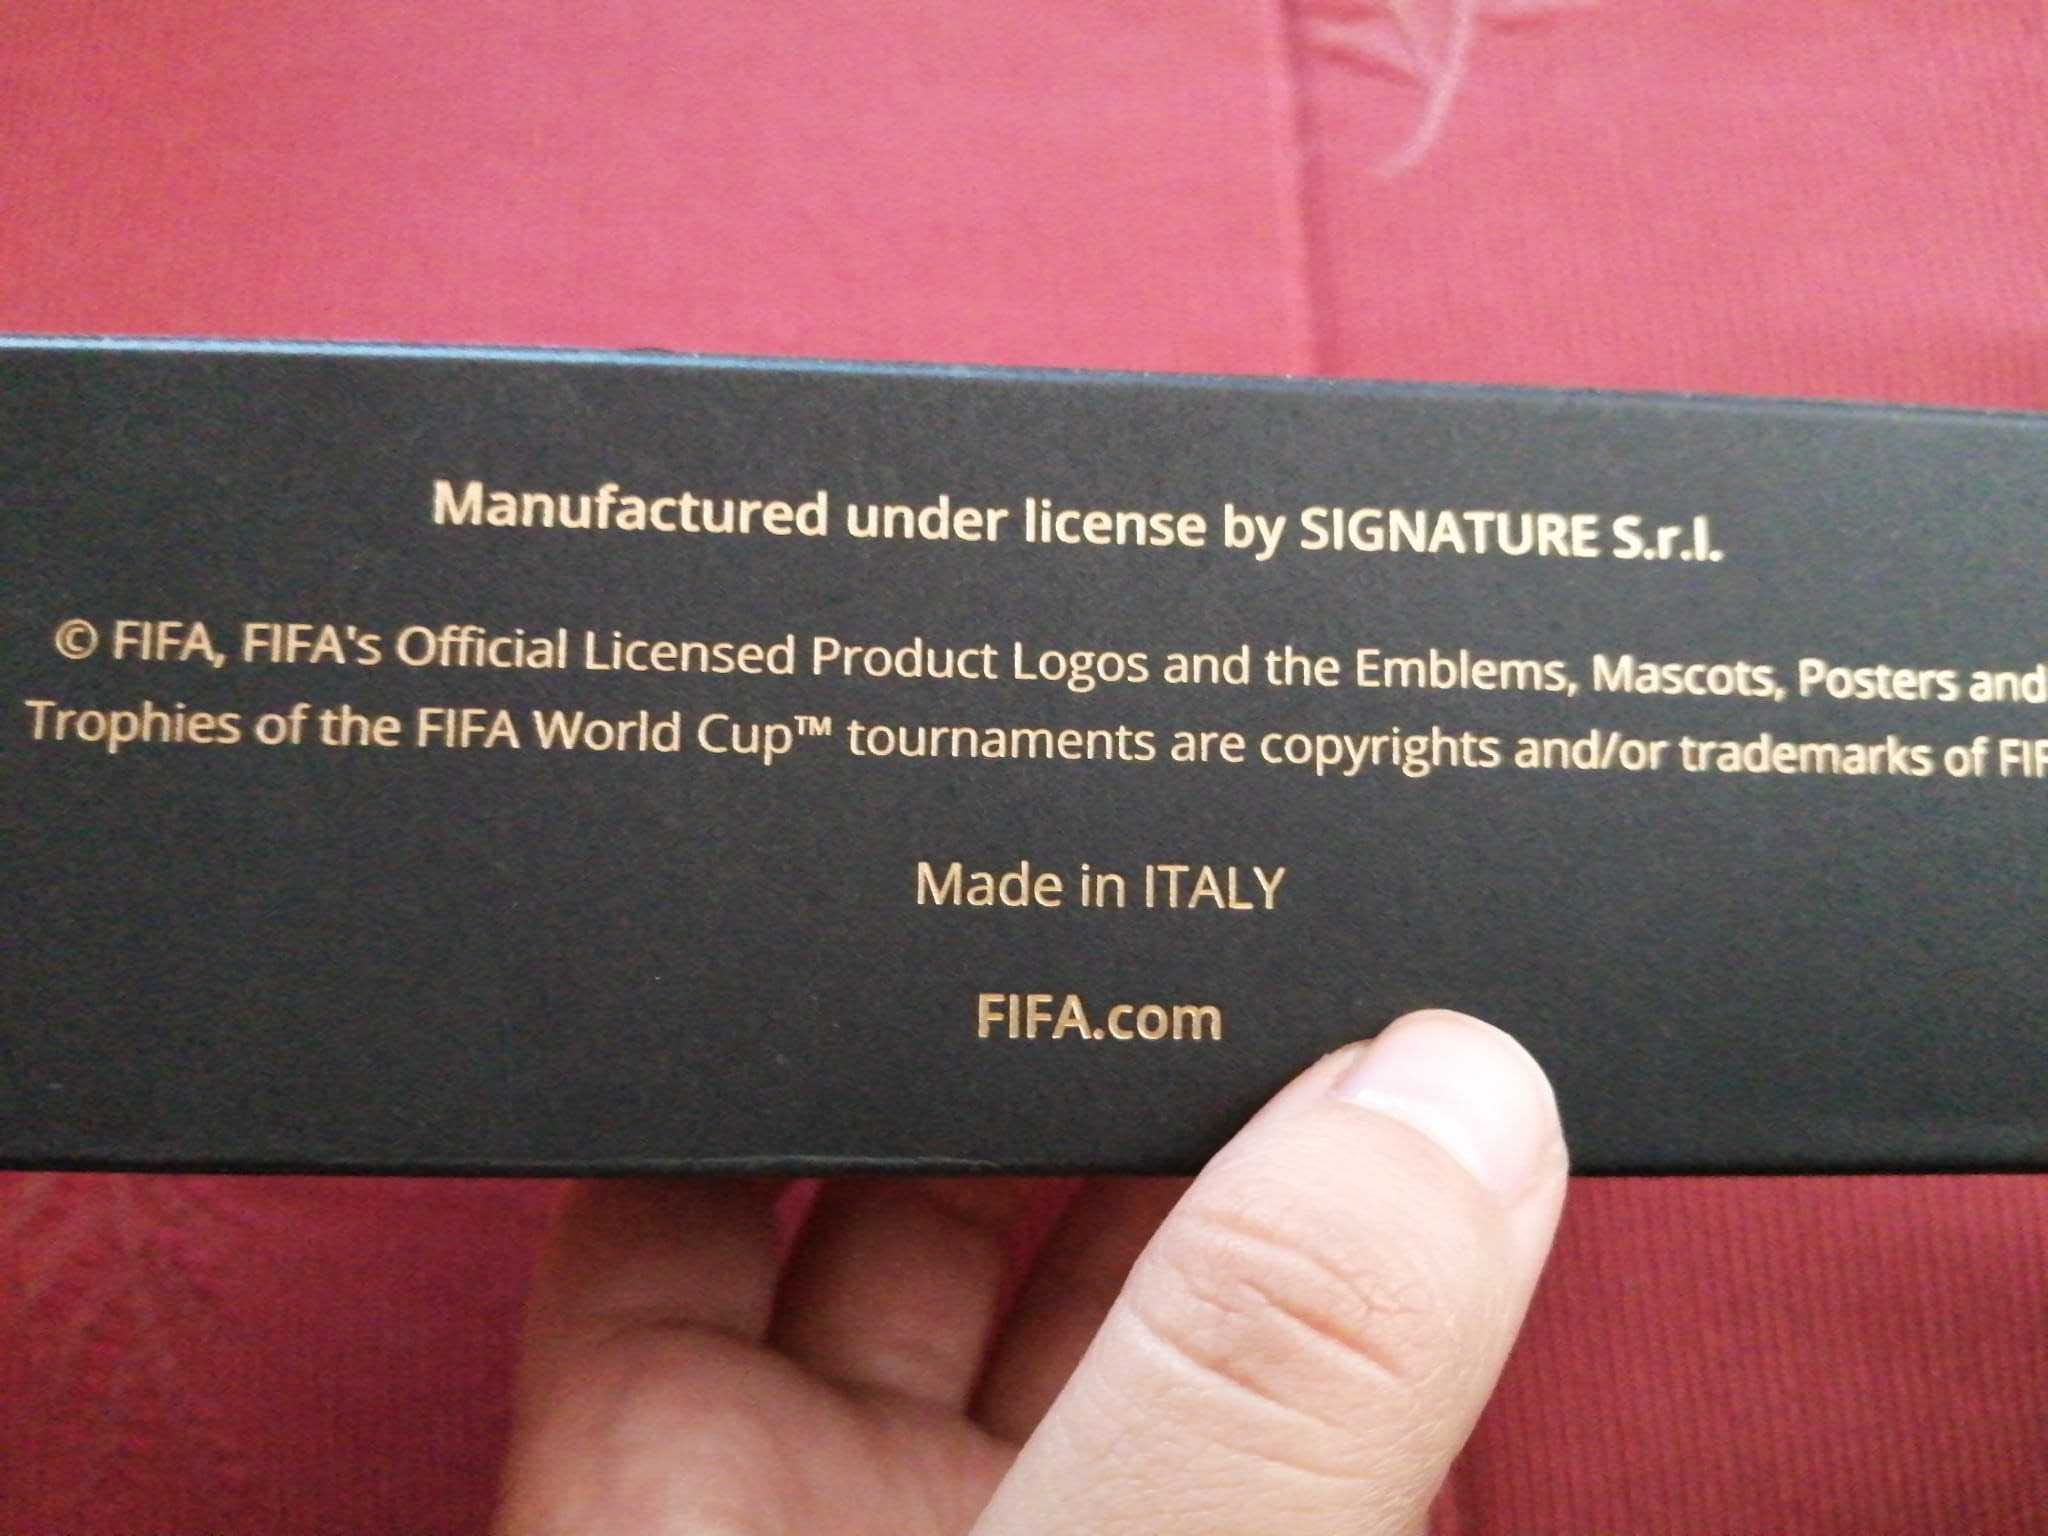 Manufactured under license by SIGNATURE S.r.l.
© FIFA, FIFA's Official Licensed Product Logos and the Emblems, Mascots, Posters and
Trophies of the FIFA World Cup™ tournaments are copyrights and/or trademarks of
Made in ITALY
FIFA.com